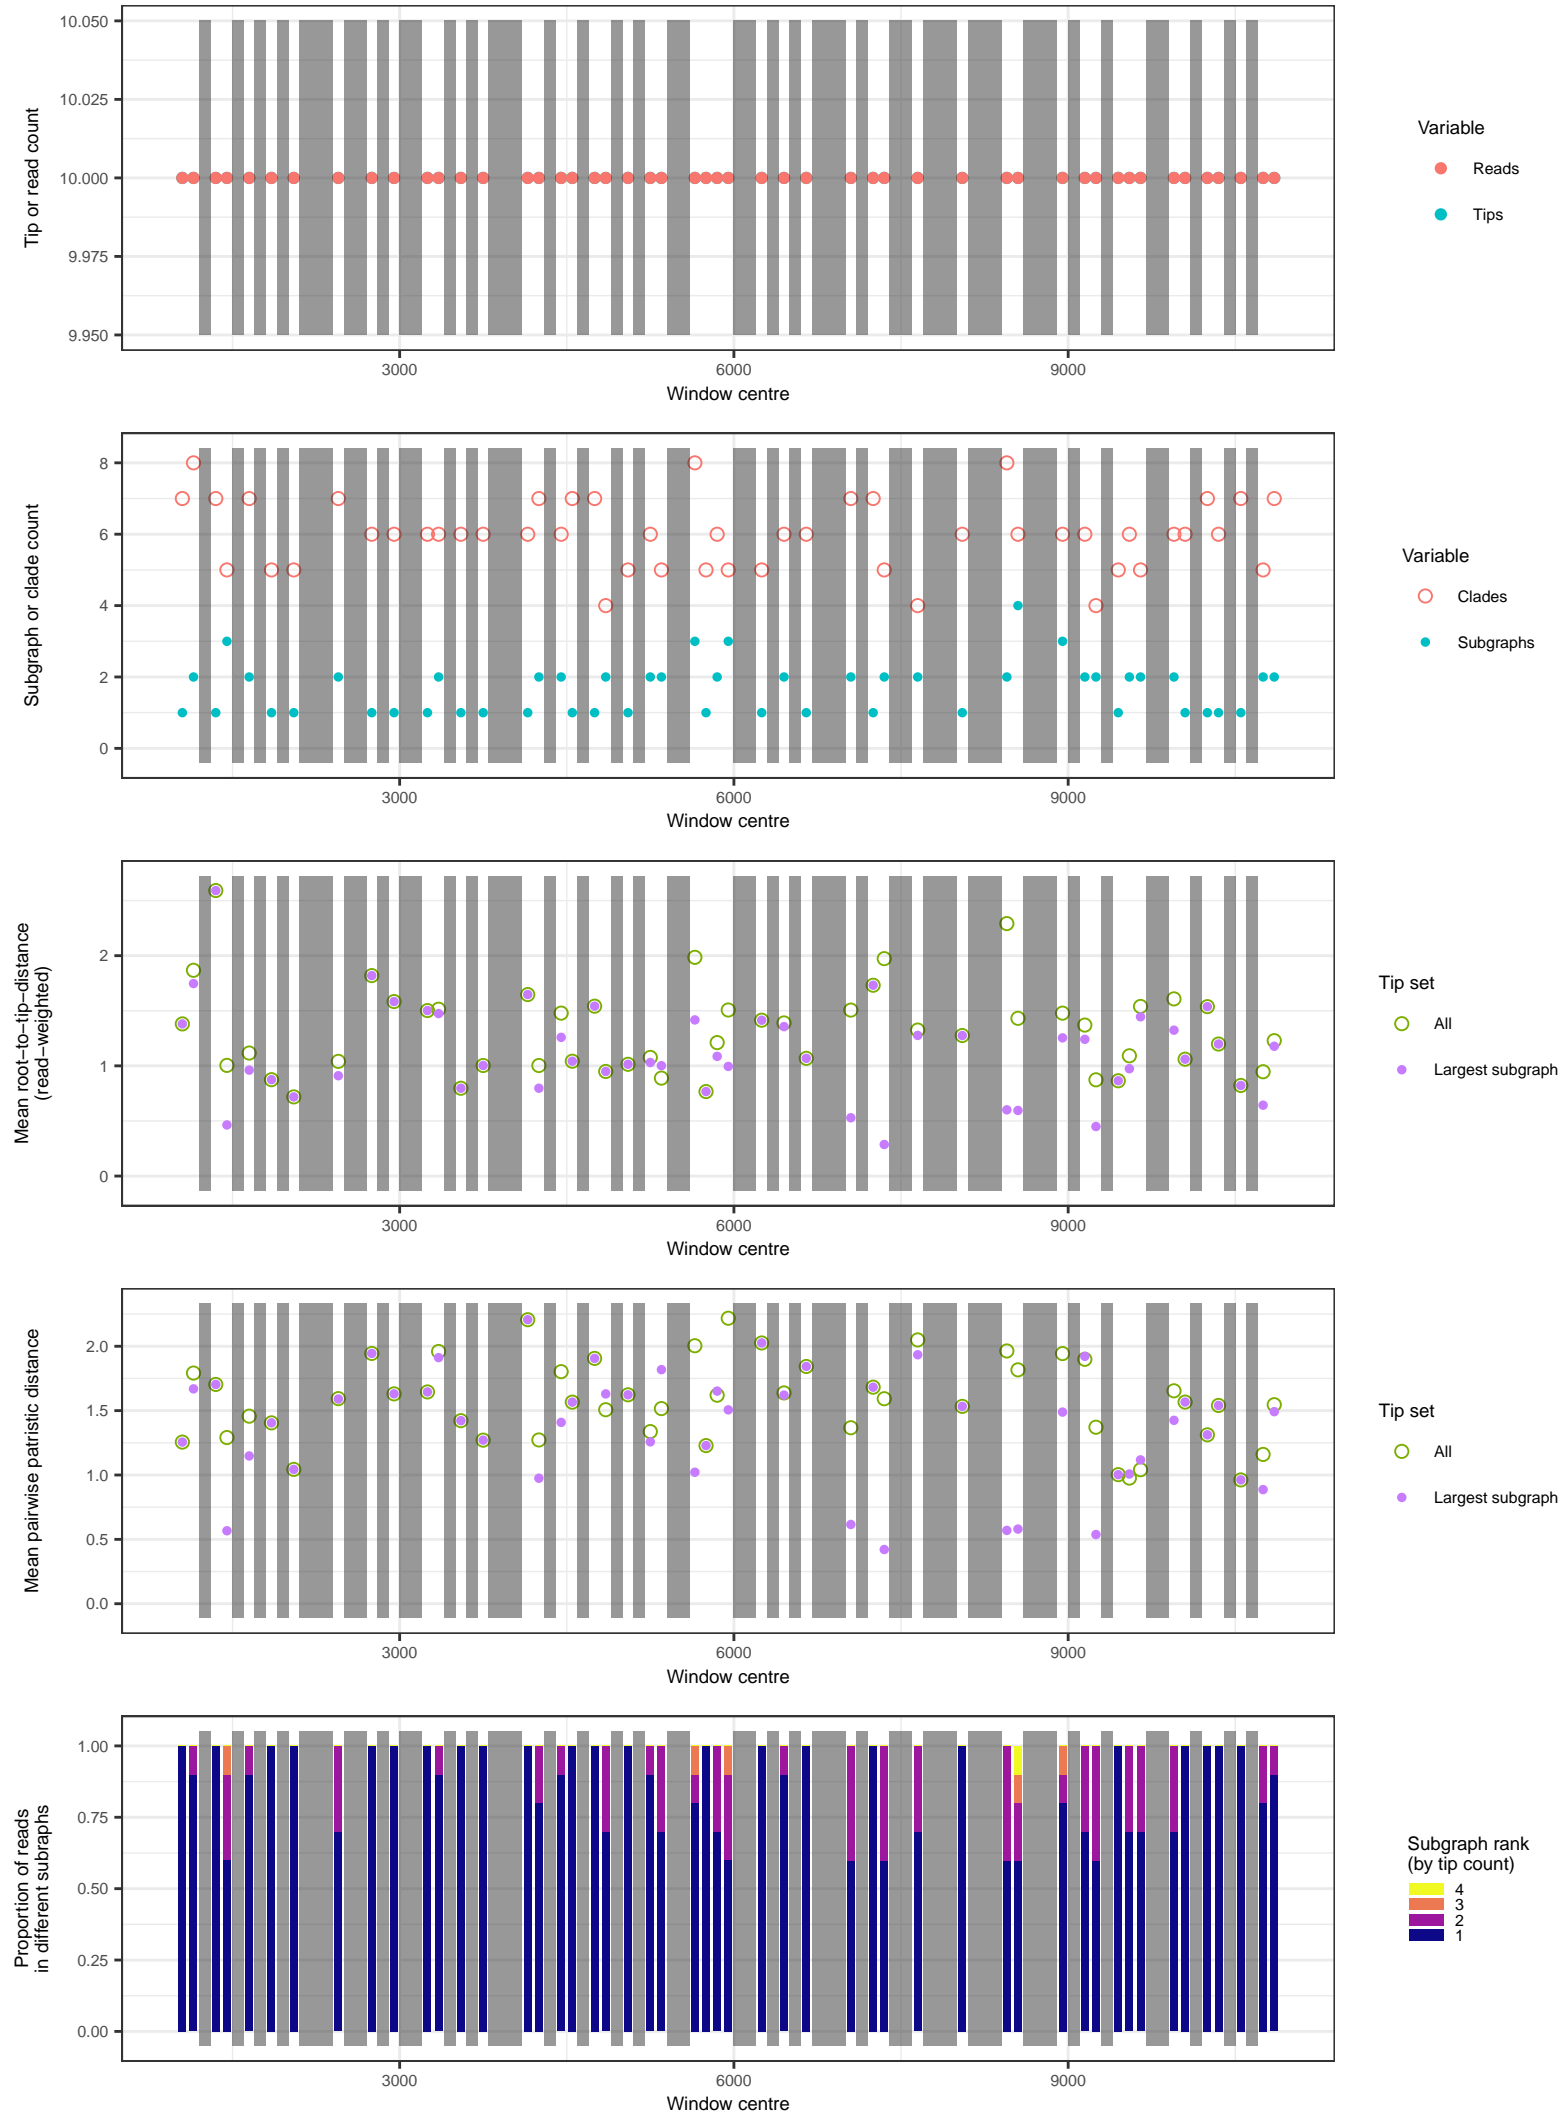 10.050
10.025
10.000
9.975
9.950
Tip or read count
3000
6000
9000
Window centre
Variable
Reads
Tips
8
6
4
2
0
Subgraph or clade count
3000
6000
9000
Window centre
Variable
Clades
Subgraphs
2
1
0
Mean root−to−tip−distance
(read−weighted)
3000
6000
9000
Window centre
Tip set
All
Largest subgraph
2.0
1.5
1.0
0.5
0.0
Mean pairwise patristic distance
3000
6000
9000
Window centre
Tip set
All
Largest subgraph
1.00
0.75
0.50
0.25
0.00
Proportion of reads
in different subraphs
3000
6000
9000
Window centre
Subgraph rank
(by tip count)
4
3
2
1